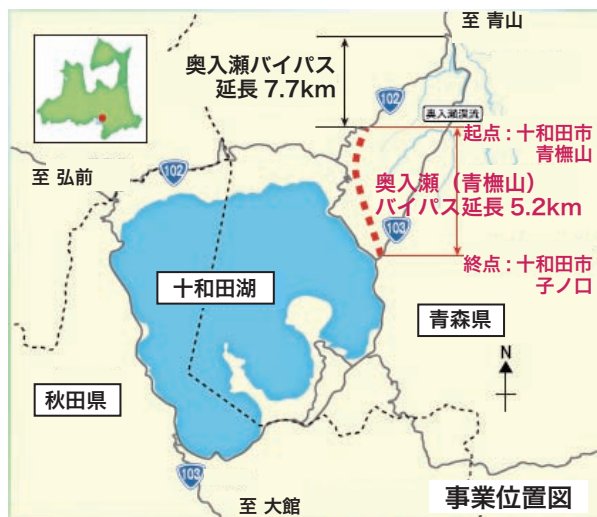 至 青山
奥入瀬バイパス
延長 7.7km
102
奥入瀬渓流
起点 : 十和田市
青橅山
至 弘前
102
奥入瀬（青橅山）
バイパス延長 5.2km
103
終点 : 十和田市
子ノ口
十和田湖
青森県
N
秋田県
103
至 大館
事業位置図